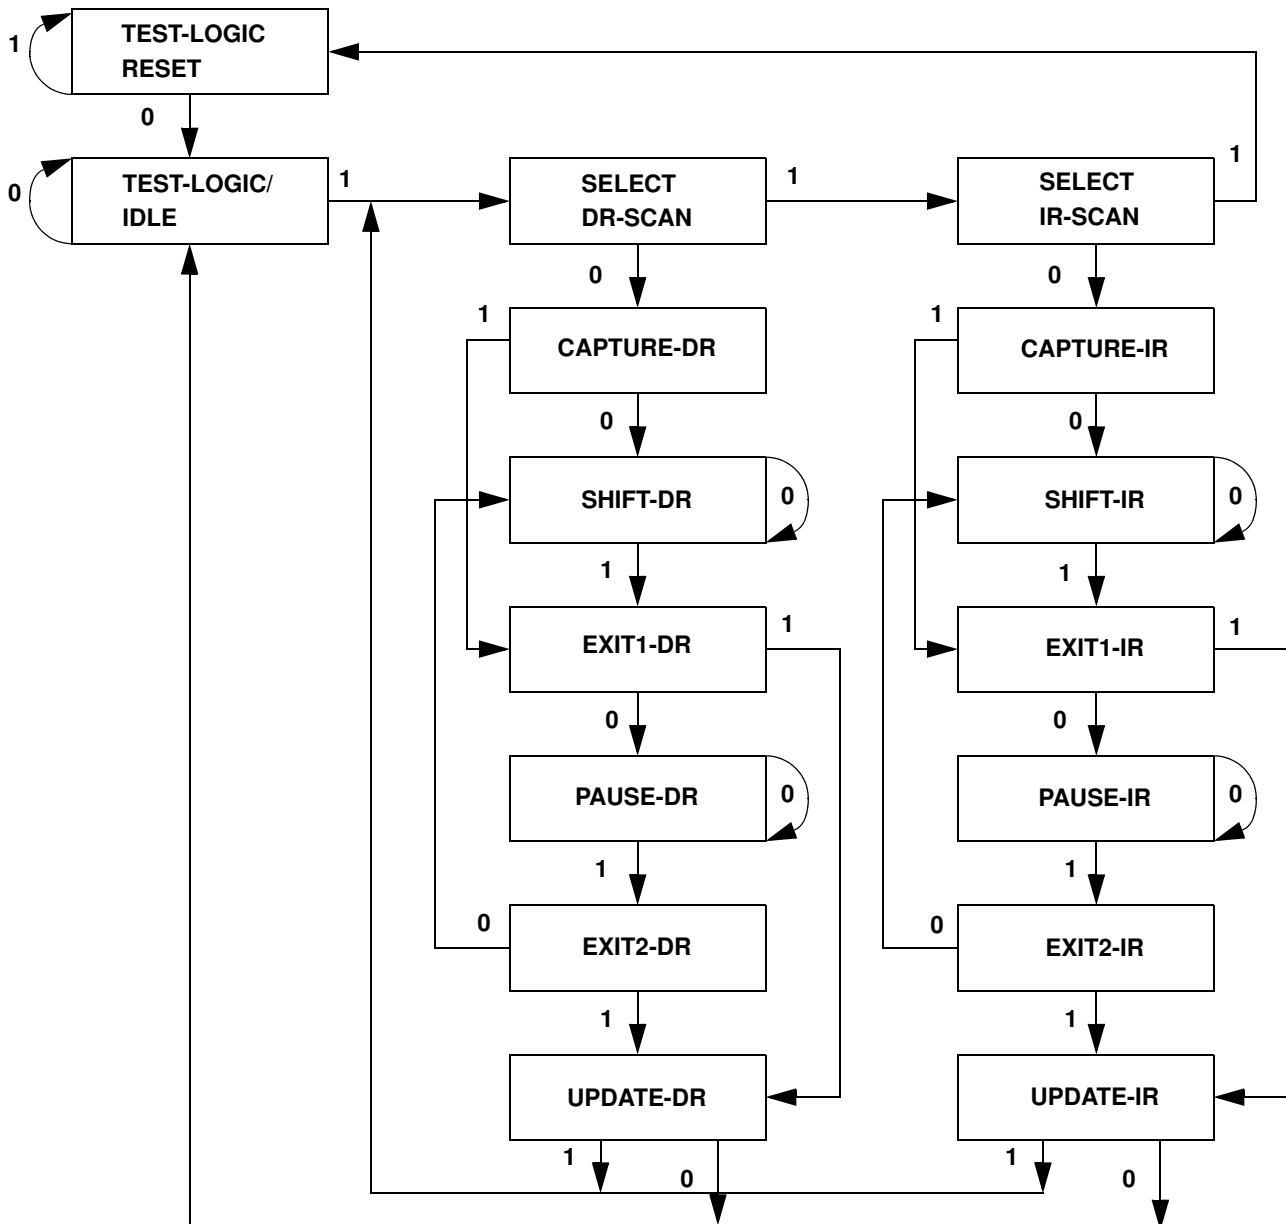 1
TEST-LOGIC
RESET
0
0
TEST-LOGIC/
IDLE
1
SELECT
DR-SCAN
1
SELECT
IR-SCAN
1
0
0
1
CAPTURE-DR
1
CAPTURE-IR
0
0
SHIFT-DR
0
SHIFT-IR
0
1
1
EXIT1-DR
1
EXIT1-IR
1
0
0
PAUSE-DR
0
PAUSE-IR
0
1
1
0
EXIT2-DR
0
EXIT2-IR
1
1
UPDATE-DR
UPDATE-IR
1
0
1
0